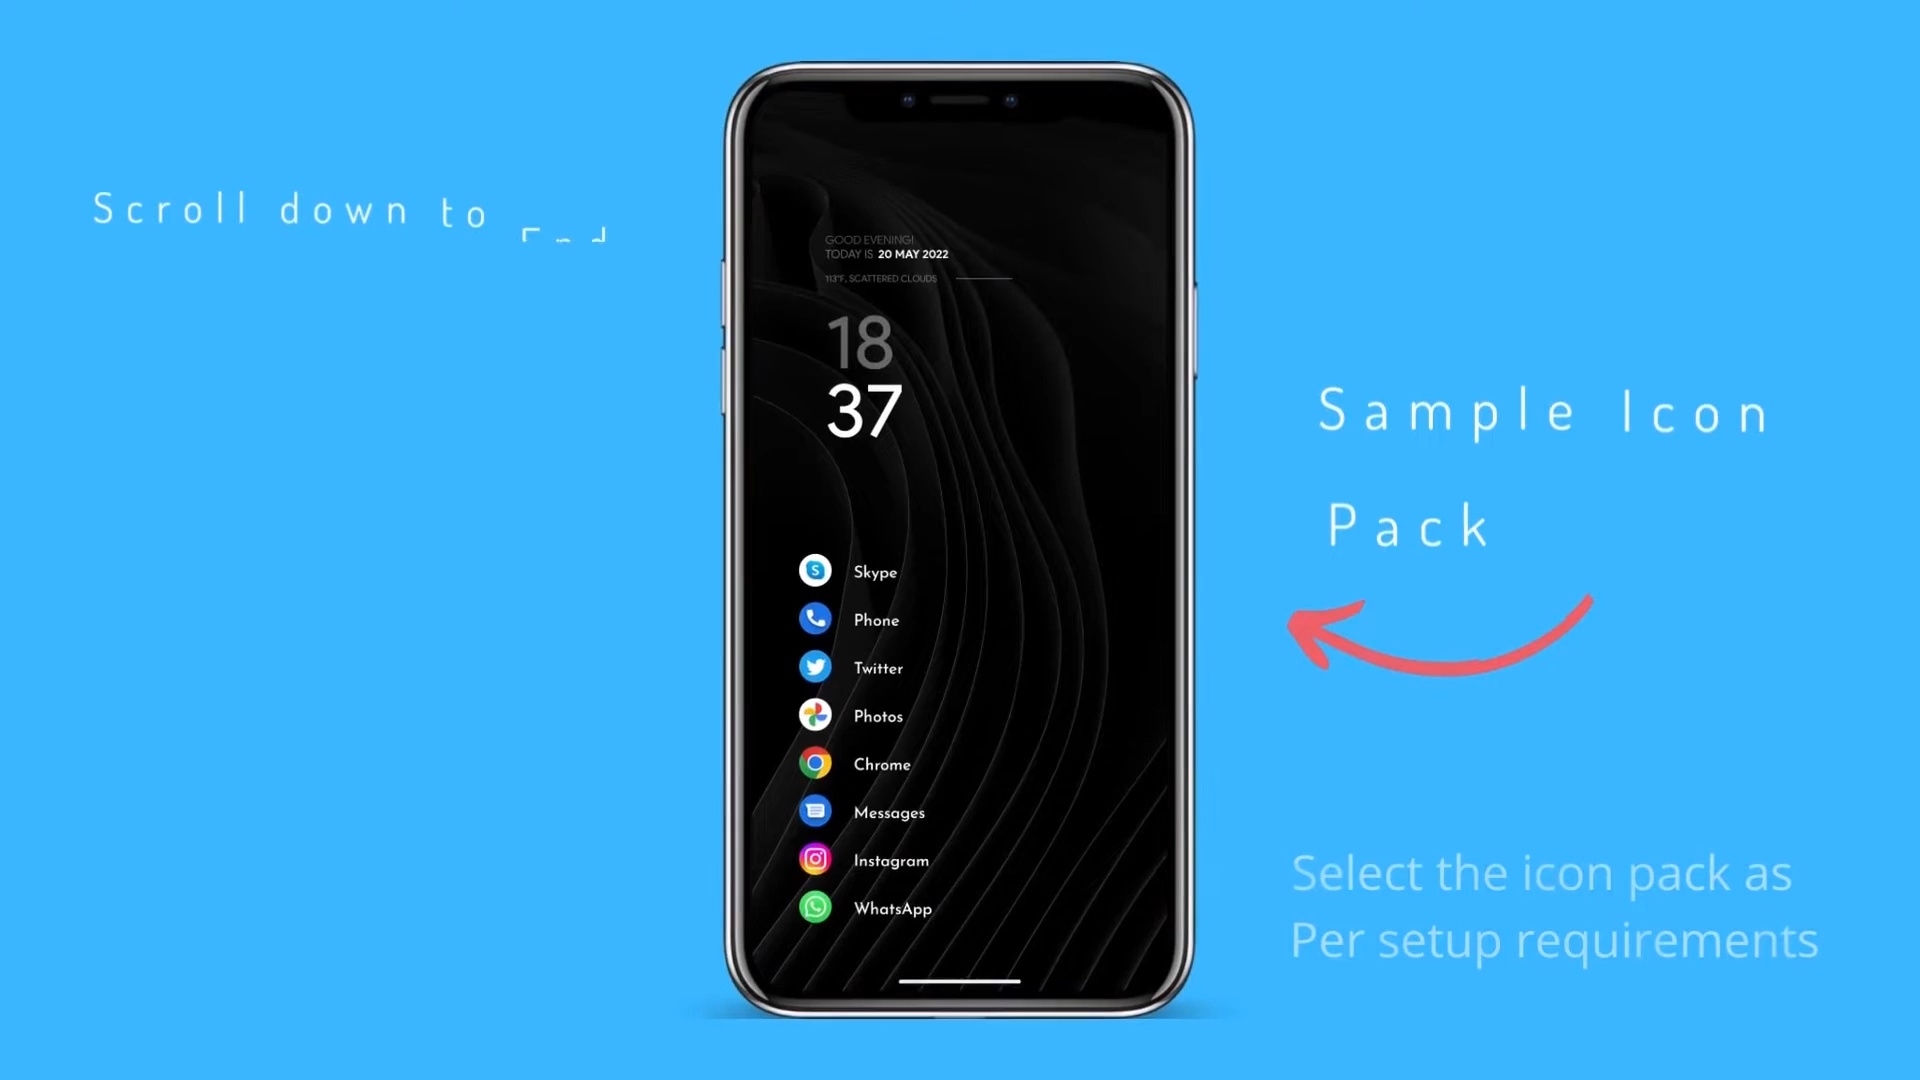 Scroll down to
GOOD EVENING!
TODAY IS 20 MAY 2022
113°F, SCATTERED CLOUDS
18
37
Skype
Phone
Twitter
Photos
Chrome
Messages
Instagram
WhatsApp
Sample Icon
Pack
Select the icon pack as
Per setup requirements